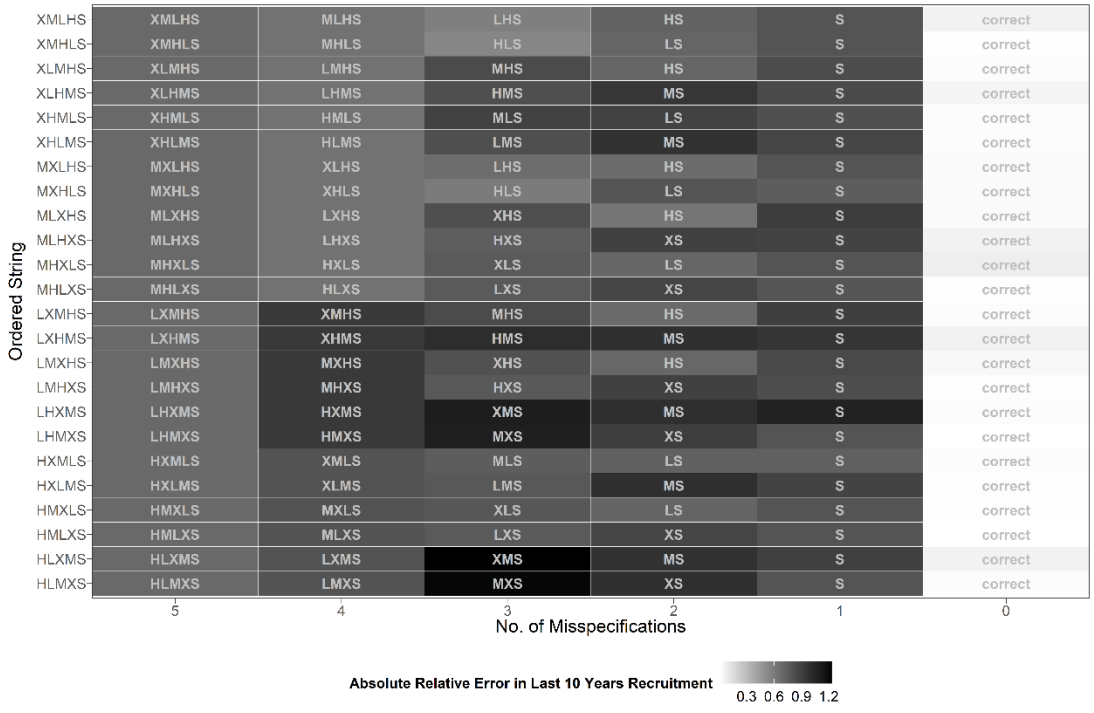 XMLHS XMLHS MLHS LHS HS S correct
XMHLS XMHLS MHLS HLS LS S correct
XLMHS XLMHS LMHS MHS HS S correct
XLHMS XLHMS LHMS HMS MS S correct
XHMLS XHMLS HMLS MLS LS S correct
XHLMS XHLMS HLMS LMS MS S correct
MXLHS MXLHS XLHS LHS HS S correct
MXHLS MXHLS XHLS HLS LS S correct
MLXHS MLXHS LXHS XHS HS S correct
MLHXS MLHXS LHXS HXS XS S correct
MHXLS MHXLS HXLS XLS LS S correct
MHLXS MHLXS HLXS LXS XS S correct
LXMHS LXMHS XMHS MHS HS S correct
LXHMS LXHMS XHMS HMS MS S correct
LMXHS LMXHS MXHS XHS HS S correct
LMHXS LMHXS MHXS HXS XS S correct
LHXMS LHXMS HXMS XMS MS S correct
LHMXS LHMXS HMXS MXS XS S correct
HXMLS HXMLS XMLS MLS LS S correct
HXLMS HXLMS XLMS LMS MS S correct
HMXLS HMXLS MXLS XLS LS S correct
HMLXS HMLXS MLXS LXS XS S correct
HLXMS HLXMS LXMS XMS MS S correct
HLMXS HLMXS LMXS MXS XS S correct
Ordered String
5 4 3 2 1 0
No. of Misspecifications
Absolute Relative Error in Last 10 Years Recruitment
0.3 0.6 0.9 1.2